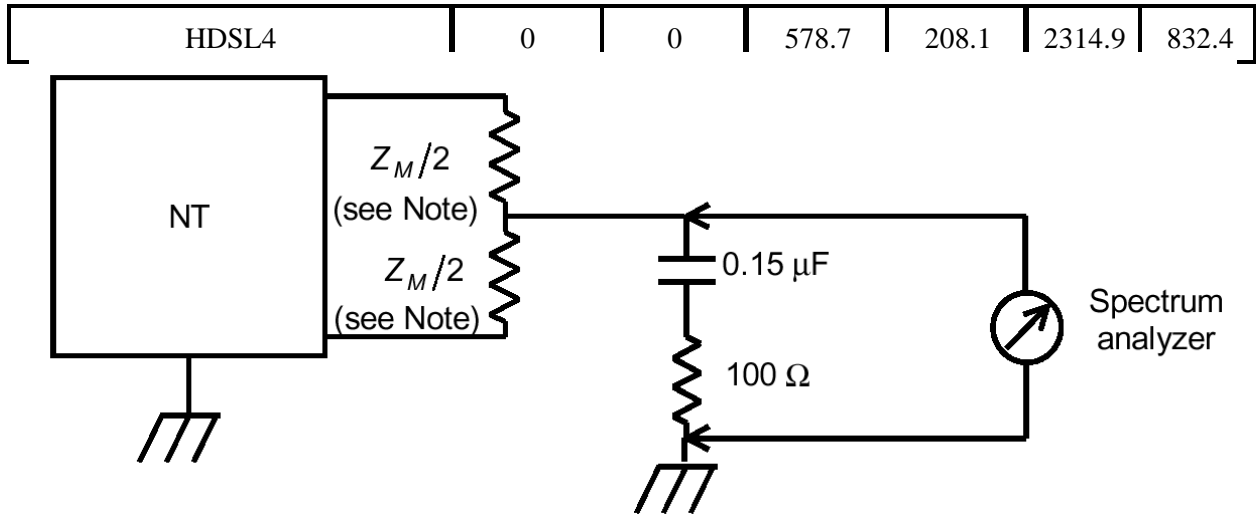 HDSL4 0 0 578.7 208.1 2314.9 832.4
NT
Z_M/2
(see Note)
Z_M/2
(see Note)
0.15 μF
100 Ω
Spectrum
analyzer